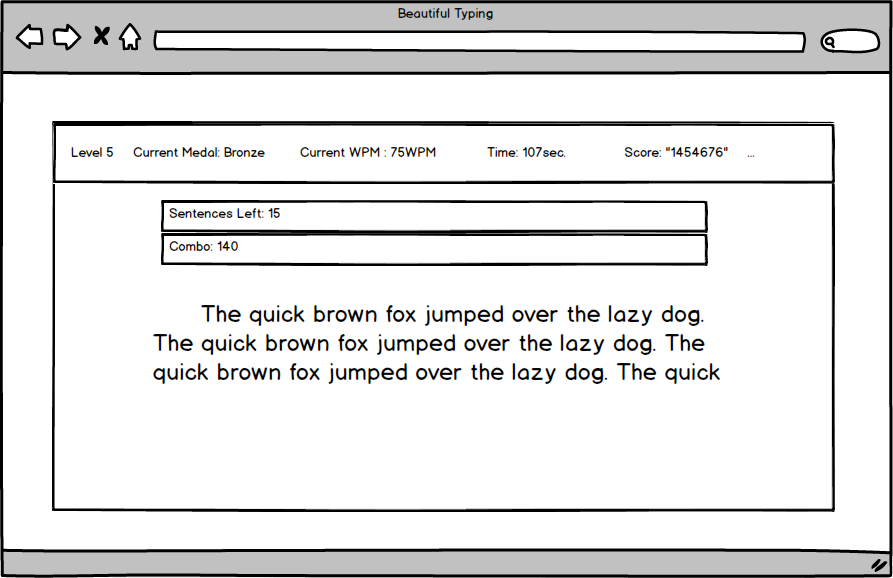 Beautiful Typing
Level 5 Current Medal: Bronze Current WPM : 75WPM Time: 107sec. Score: "1454676" ...
Sentences Left: 15
Combo: 140
The quick brown fox jumped over the lazy dog.
The quick brown fox jumped over the lazy dog. The
quick brown fox jumped over the lazy dog. The quick